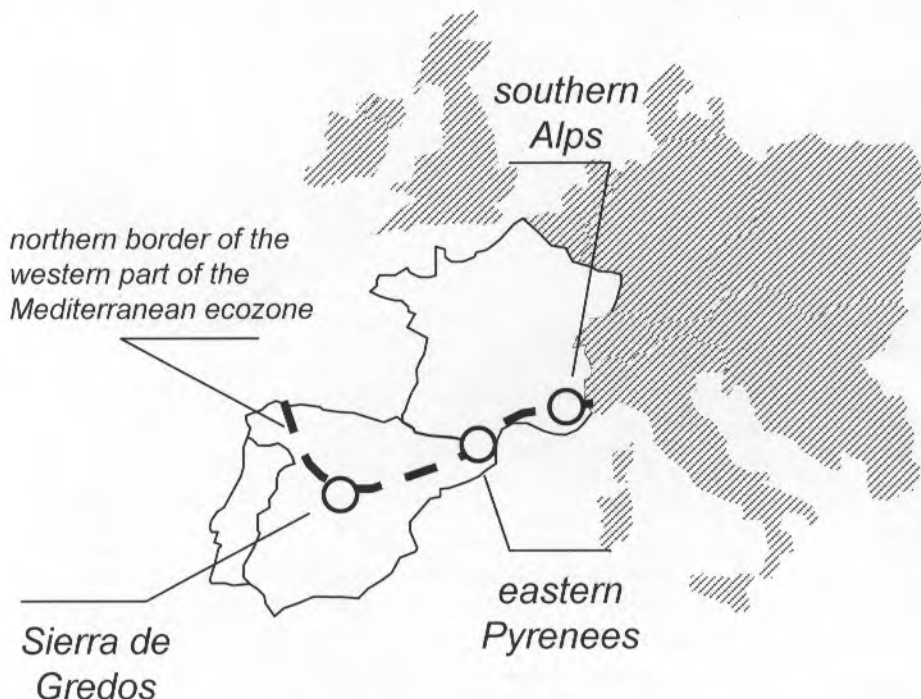 southern
Alps
northern border of the
western part of the
Mediterranean ecozone
eastern
Pyrenees
Sierra de
Gredos